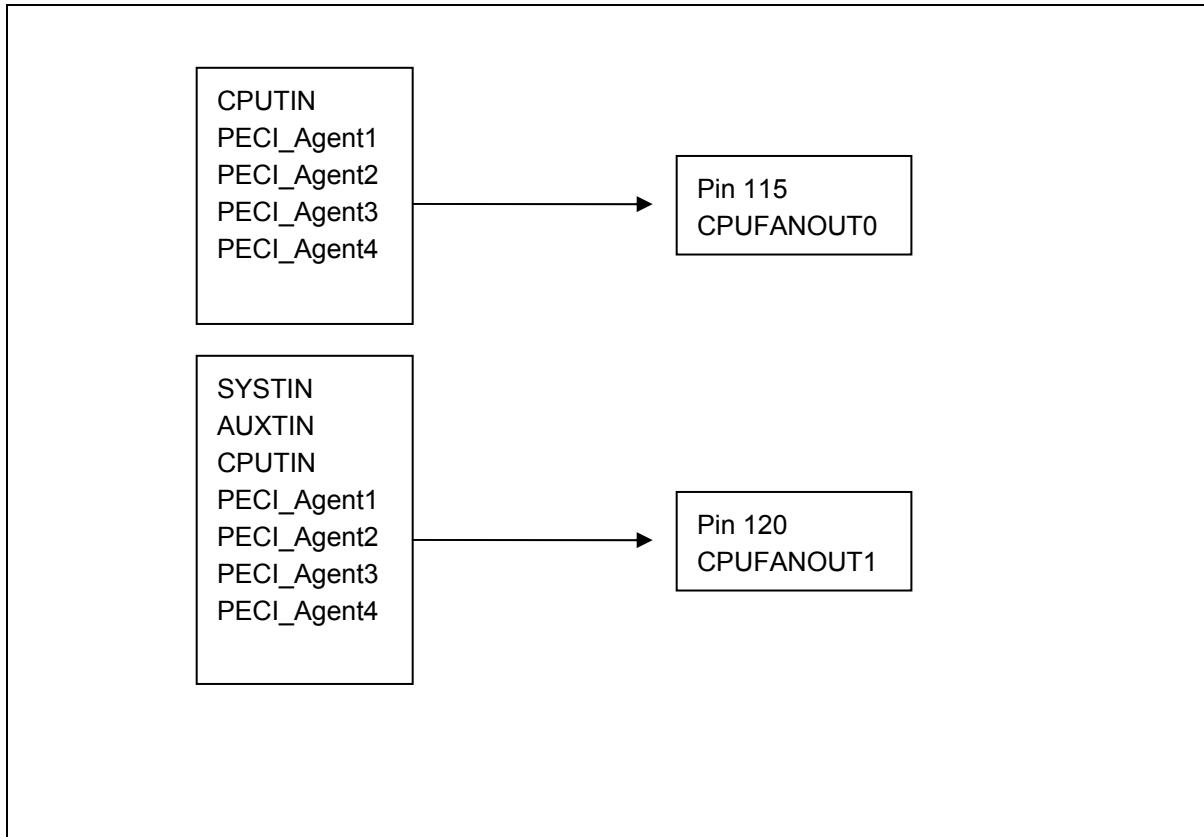 CPUTIN
PECI_Agent1
PECI_Agent2
PECI_Agent3
PECI_Agent4
Pin 115
CPUFANOUT0
SYSTIN
AUXTIN
CPUTIN
PECI_Agent1
PECI_Agent2
PECI_Agent3
PECI_Agent4
Pin 120
CPUFANOUT1